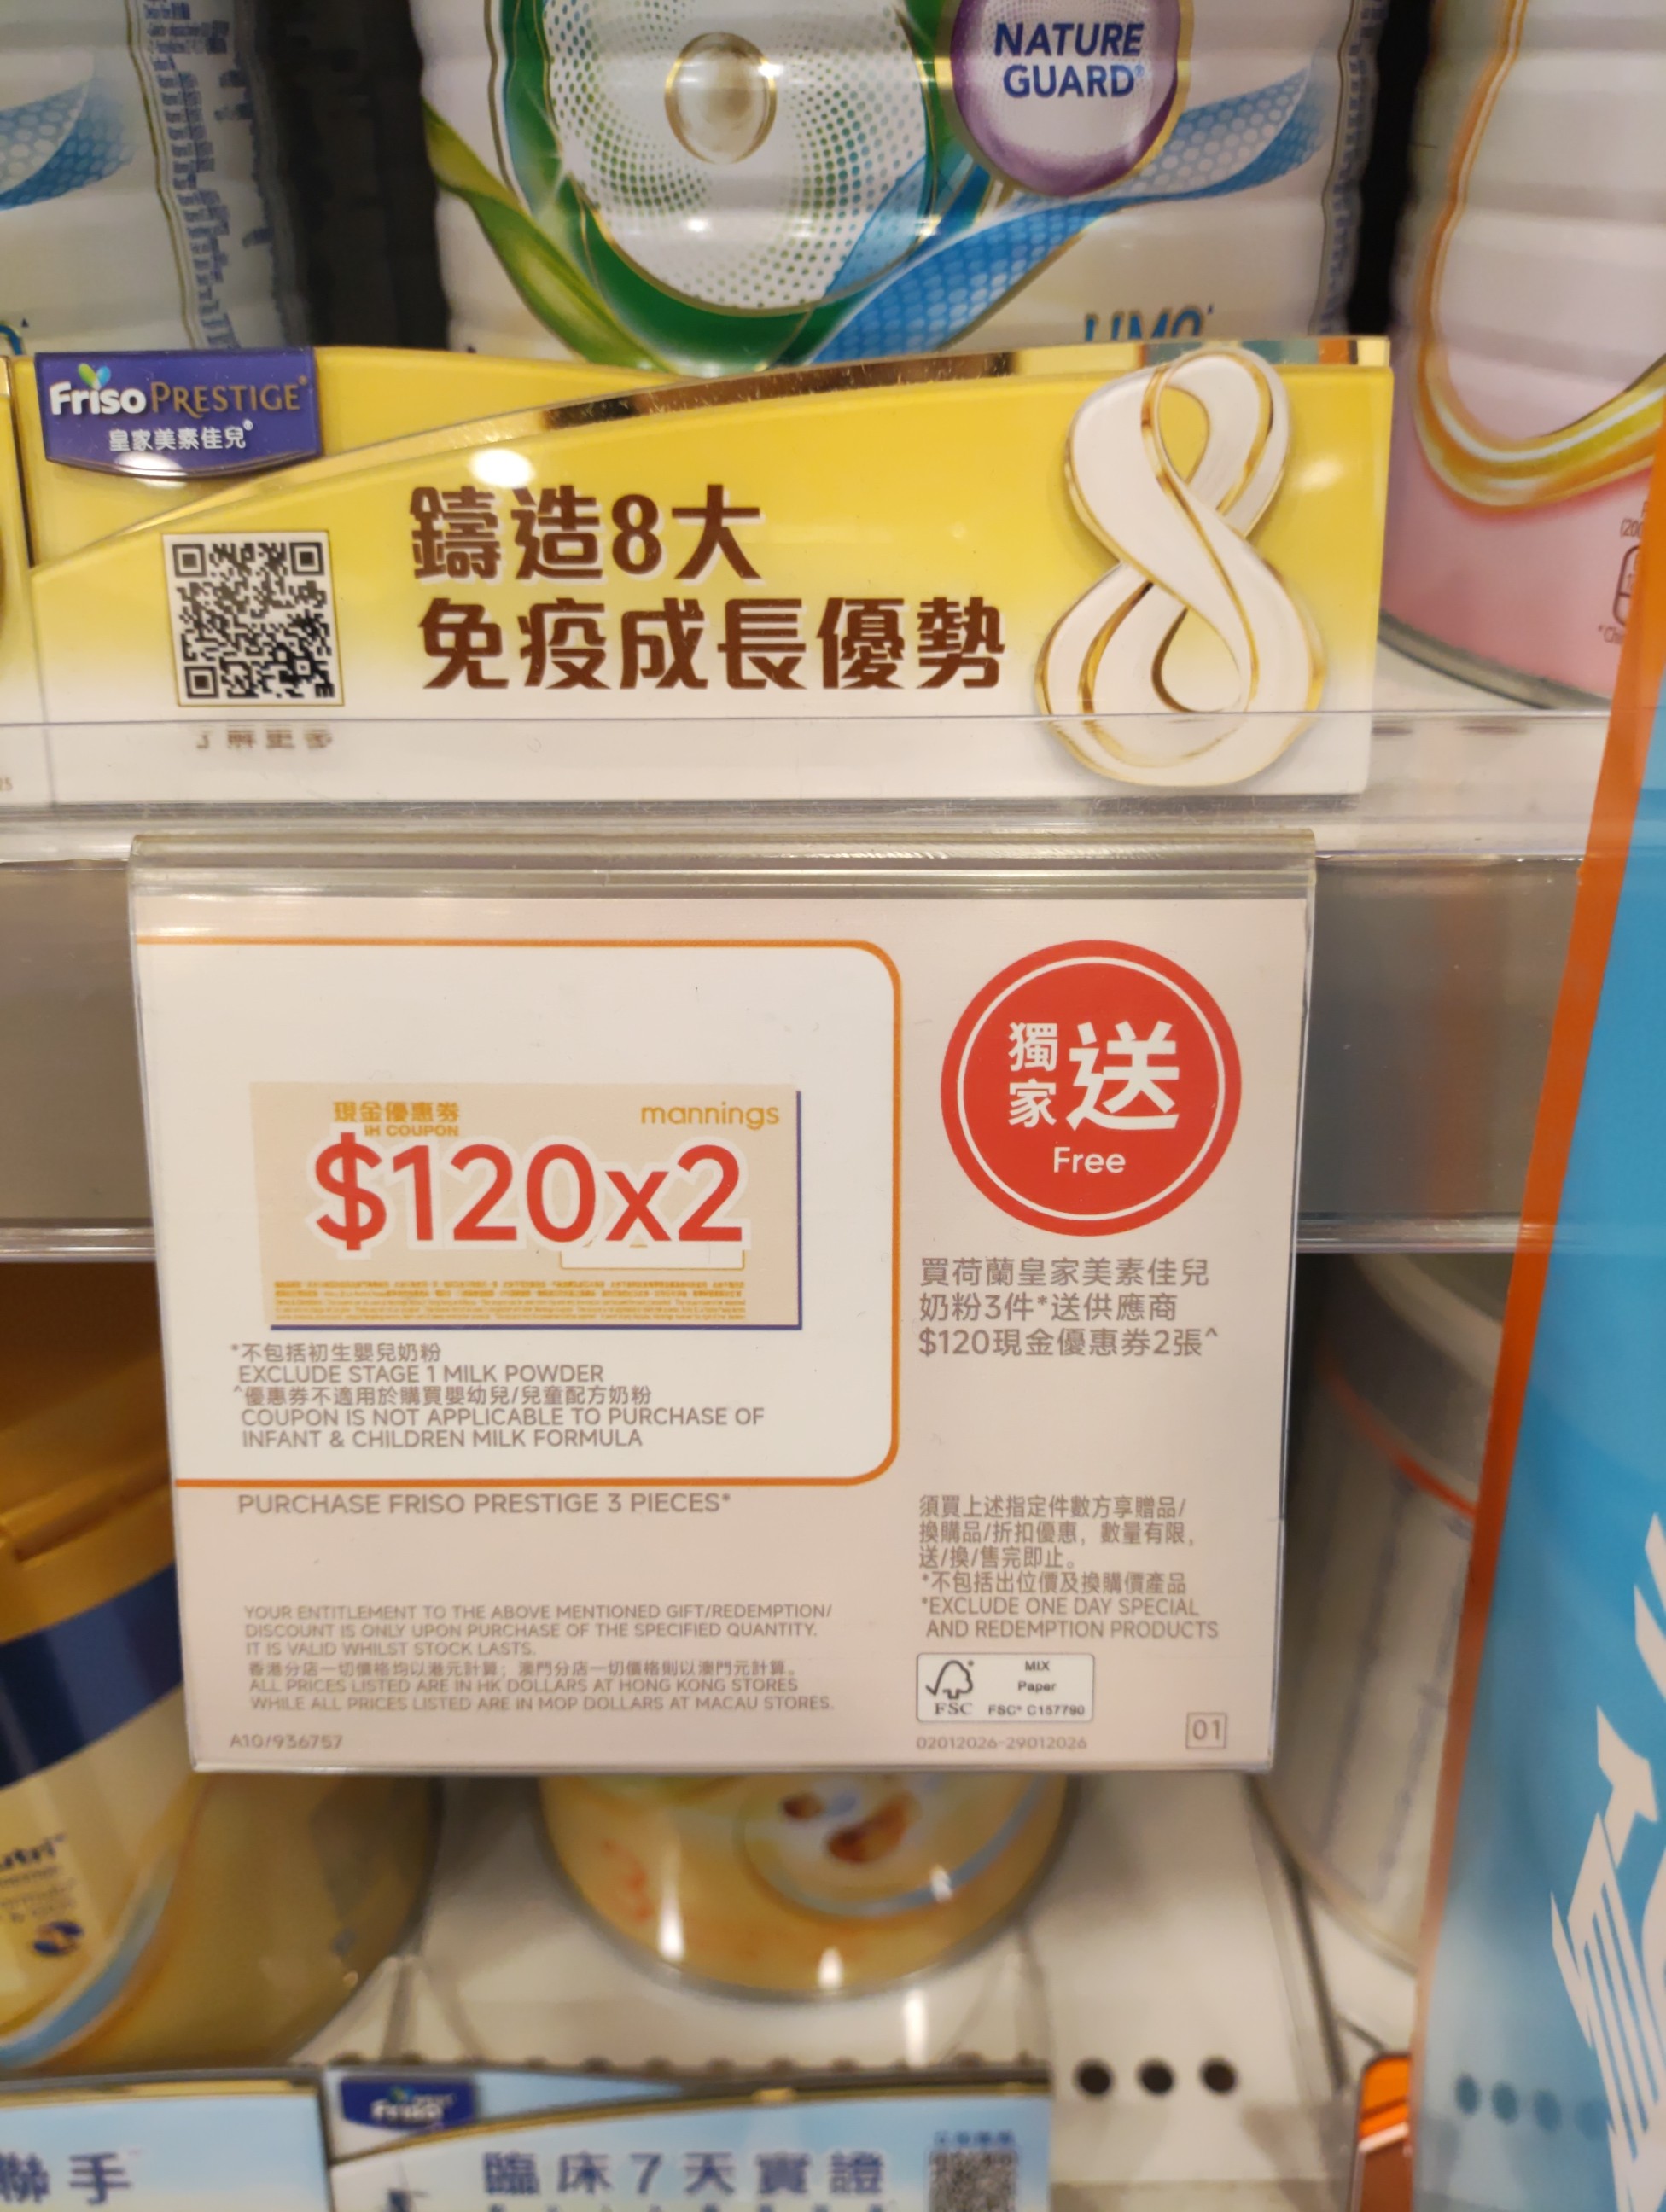 NATURE
GUARD®
Friso PRESTIGE®
皇家美素佳兒®
鑄造8大
免疫成長優勢
8
現金優惠券
mannings
COUPON
$120x2
獨家送
Free
買荷蘭皇家美素佳兒
奶粉3件*送供應商
$120現金優惠券2張^
*不包括初生嬰兒奶粉
EXCLUDE STAGE 1 MILK POWDER
^優惠券不適用於購買嬰幼兒/兒童配方奶粉
COUPON IS NOT APPLICABLE TO PURCHASE OF
INFANT & CHILDREN MILK FORMULA
PURCHASE FRISO PRESTIGE 3 PIECES*
須買上述指定件數方享贈品/
換購品/折扣優惠，數量有限，
送/換/售完即止。
*不包括出位價及換購價產品
*EXCLUDE ONE DAY SPECIAL
AND REDEMPTION PRODUCTS
YOUR ENTITLEMENT TO THE ABOVE MENTIONED GIFT/REDEMPTION/
DISCOUNT IS ONLY UPON PURCHASE OF THE SPECIFIED QUANTITY.
IT IS VALID WHILST STOCK LASTS.
香港分店一切價格均以港元計算；澳門分店一切價格則以澳門元計算。
ALL PRICES LISTED ARE IN HK DOLLARS AT HONG KONG STORES
WHILE ALL PRICES LISTED ARE IN MOP DOLLARS AT MACAU STORES.
FSC
MIX
Paper
FSC® C157790
A10/936757
02012026-29012026
01
Friso
聯手
臨床7天實證